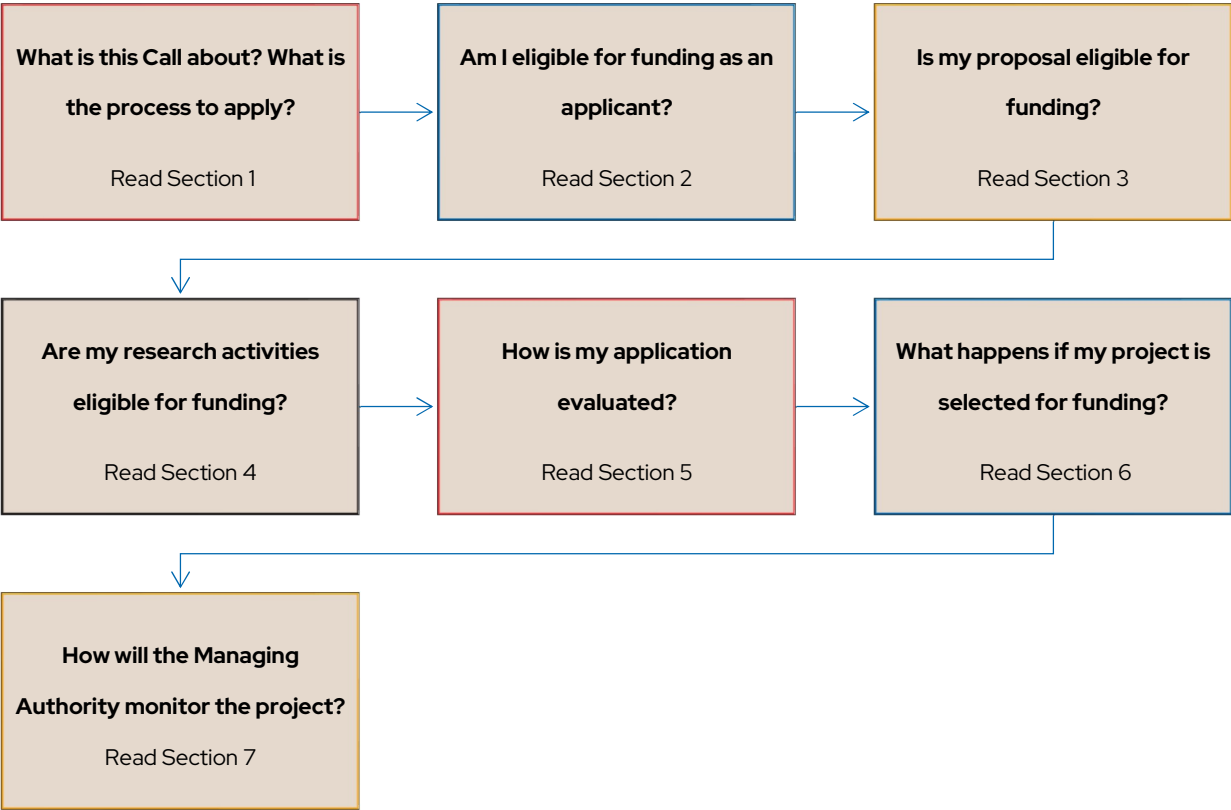 What is this Call about? What is
the process to apply?
Read Section 1
Am I eligible for funding as an
applicant?
Read Section 2
Is my proposal eligible for
funding?
Read Section 3
Are my research activities
eligible for funding?
Read Section 4
How is my application
evaluated?
Read Section 5
What happens if my project is
selected for funding?
Read Section 6
How will the Managing
Authority monitor the project?
Read Section 7